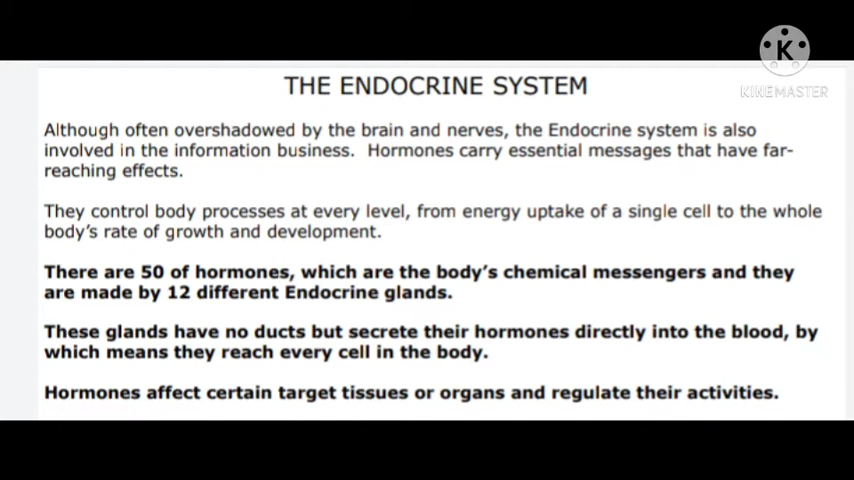 THE ENDOCRINE SYSTEM
K
KINEMASTER
Although often overshadowed by the brain and nerves, the Endocrine system is also
involved in the information business. Hormones carry essential messages that have far-
reaching effects.
They control body processes at every level, from energy uptake of a single cell to the whole
body's rate of growth and development.
There are 50 of hormones, which are the body's chemical messengers and they
are made by 12 different Endocrine glands.
These glands have no ducts but secrete their hormones directly into the blood, by
which means they reach every cell in the body.
Hormones affect certain target tissues or organs and regulate their activities.